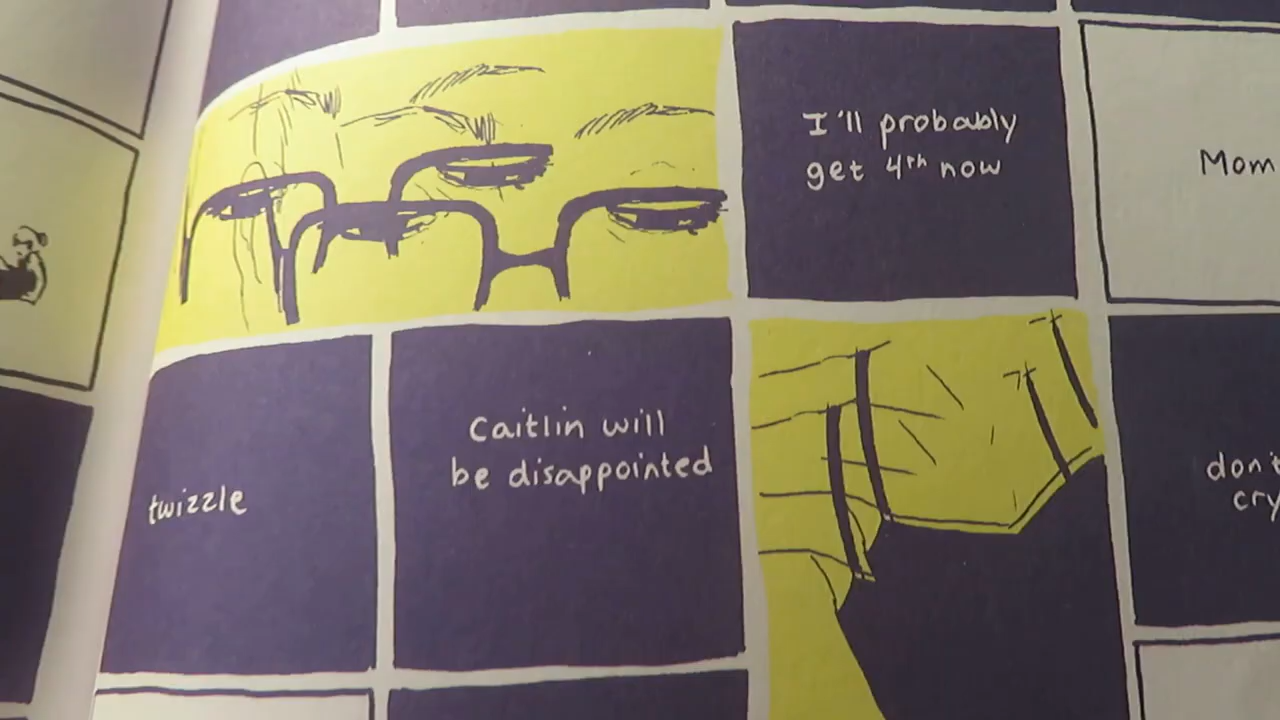 I'll probably
get 4th now
Mom
twizzle
Caitlin will
be disappointed
don't
cry